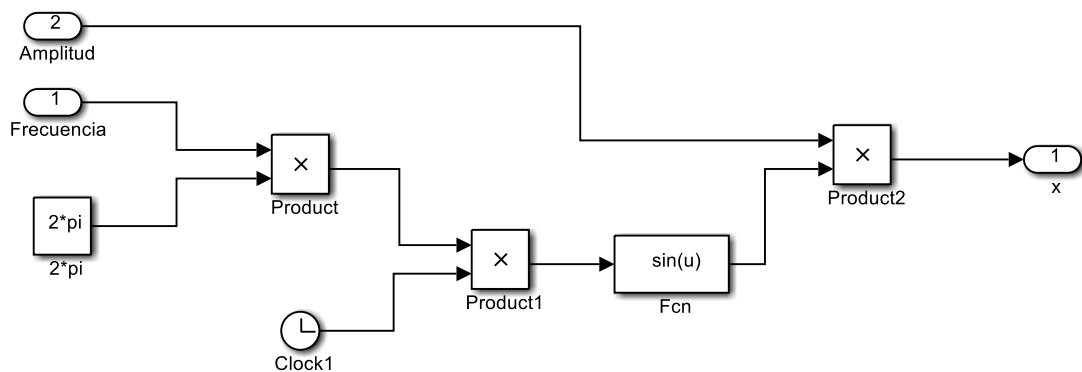 2
Amplitud
1
Frecuencia
×
Product
2*pi
2*pi
×
Product1
Clock1
sin(u)
Fcn
×
Product2
1
x